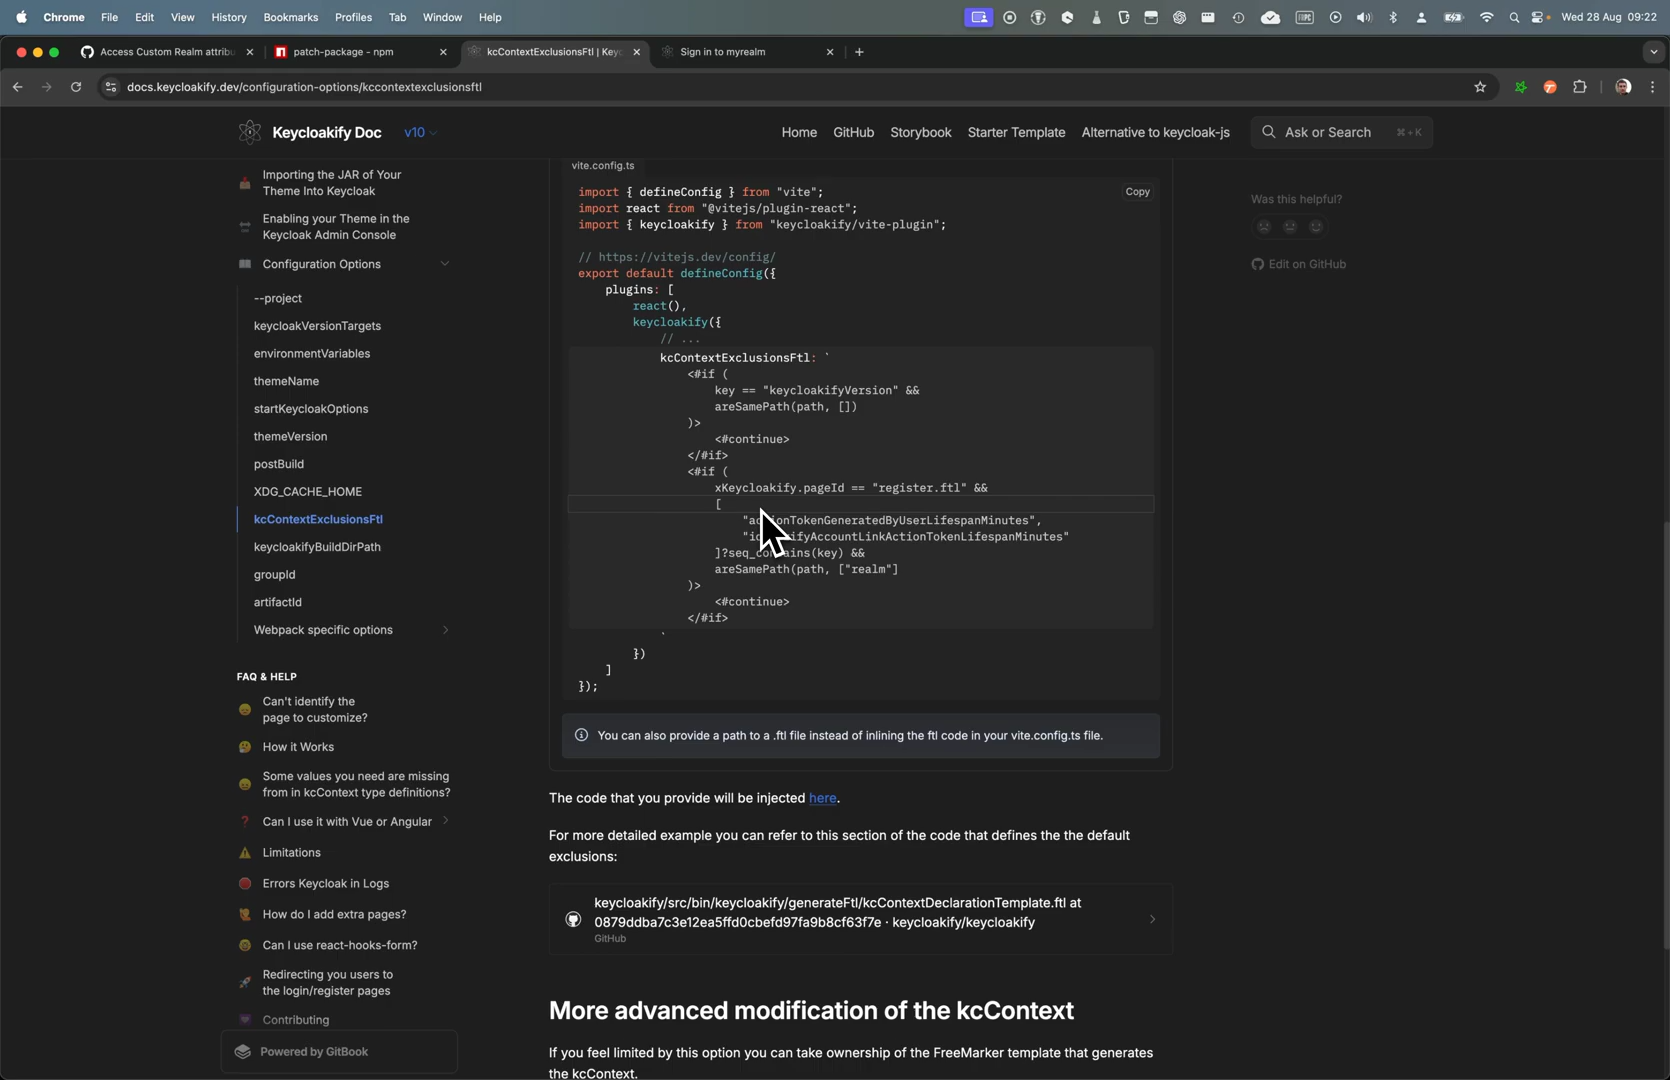 Chrome File Edit View History Bookmarks Profiles Tab Window Help
Wed 28 Aug 09:22
Access Custom Realm attribu
patch-package - npm
kcContextExclusionsFtl | Keyc
Sign in to myrealm
docs.keycloakify.dev/configuration-options/kccontextexclusionsftl
Keycloakify Doc v10
Home GitHub Storybook Starter Template Alternative to keycloak-js
Ask or Search ⌘+K
Importing the JAR of Your
Theme Into Keycloak
Enabling your Theme in the
Keycloak Admin Console
Configuration Options
--project
keycloakVersionTargets
environmentVariables
themeName
startKeycloakOptions
themeVersion
postBuild
XDG_CACHE_HOME
kcContextExclusionsFtl
keycloakifyBuildDirPath
groupId
artifactId
Webpack specific options
FAQ & HELP
Can't identify the
page to customize?
How it Works
Some values you need are missing
from in kcContext type definitions?
Can I use it with Vue or Angular
Limitations
Errors Keycloak in Logs
How do I add extra pages?
Can I use react-hooks-form?
Redirecting you users to
the login/register pages
Contributing
Powered by GitBook
vite.config.ts
Copy
import { defineConfig } from "vite";
import react from "@vitejs/plugin-react";
import { keycloakify } from "keycloakify/vite-plugin";
// https://vitejs.dev/config/
export default defineConfig({
plugins: [
react(),
keycloakify({
// ...
kcContextExclusionsFtl: `
<#if (
key == "keycloakifyVersion" &&
areSamePath(path, [])
)>
<#continue>
</#if>
<#if (
xKeycloakify.pageId == "register.ftl" &&
[
"actionTokenGeneratedByUserLifespanMinutes",
ifyAccountLinkActionTokenLifespanMinutes"
]?seq_contains(key) &&
areSamePath(path, ["realm"]
)>
<#continue>
</#if>
`
})
]
});
You can also provide a path to a .ftl file instead of inlining the ftl code in your vite.config.ts file.
The code that you provide will be injected here.
For more detailed example you can refer to this section of the code that defines the the default
exclusions:
keycloakify/src/bin/keycloakify/generateFtl/kcContextDeclarationTemplate.ftl at
0879ddba7c3e12ea5ffd0cbefd97fa9b8cf63f7e · keycloakify/keycloakify
GitHub
More advanced modification of the kcContext
If you feel limited by this option you can take ownership of the FreeMarker template that generates
the kcContext.
Was this helpful?
Edit on GitHub